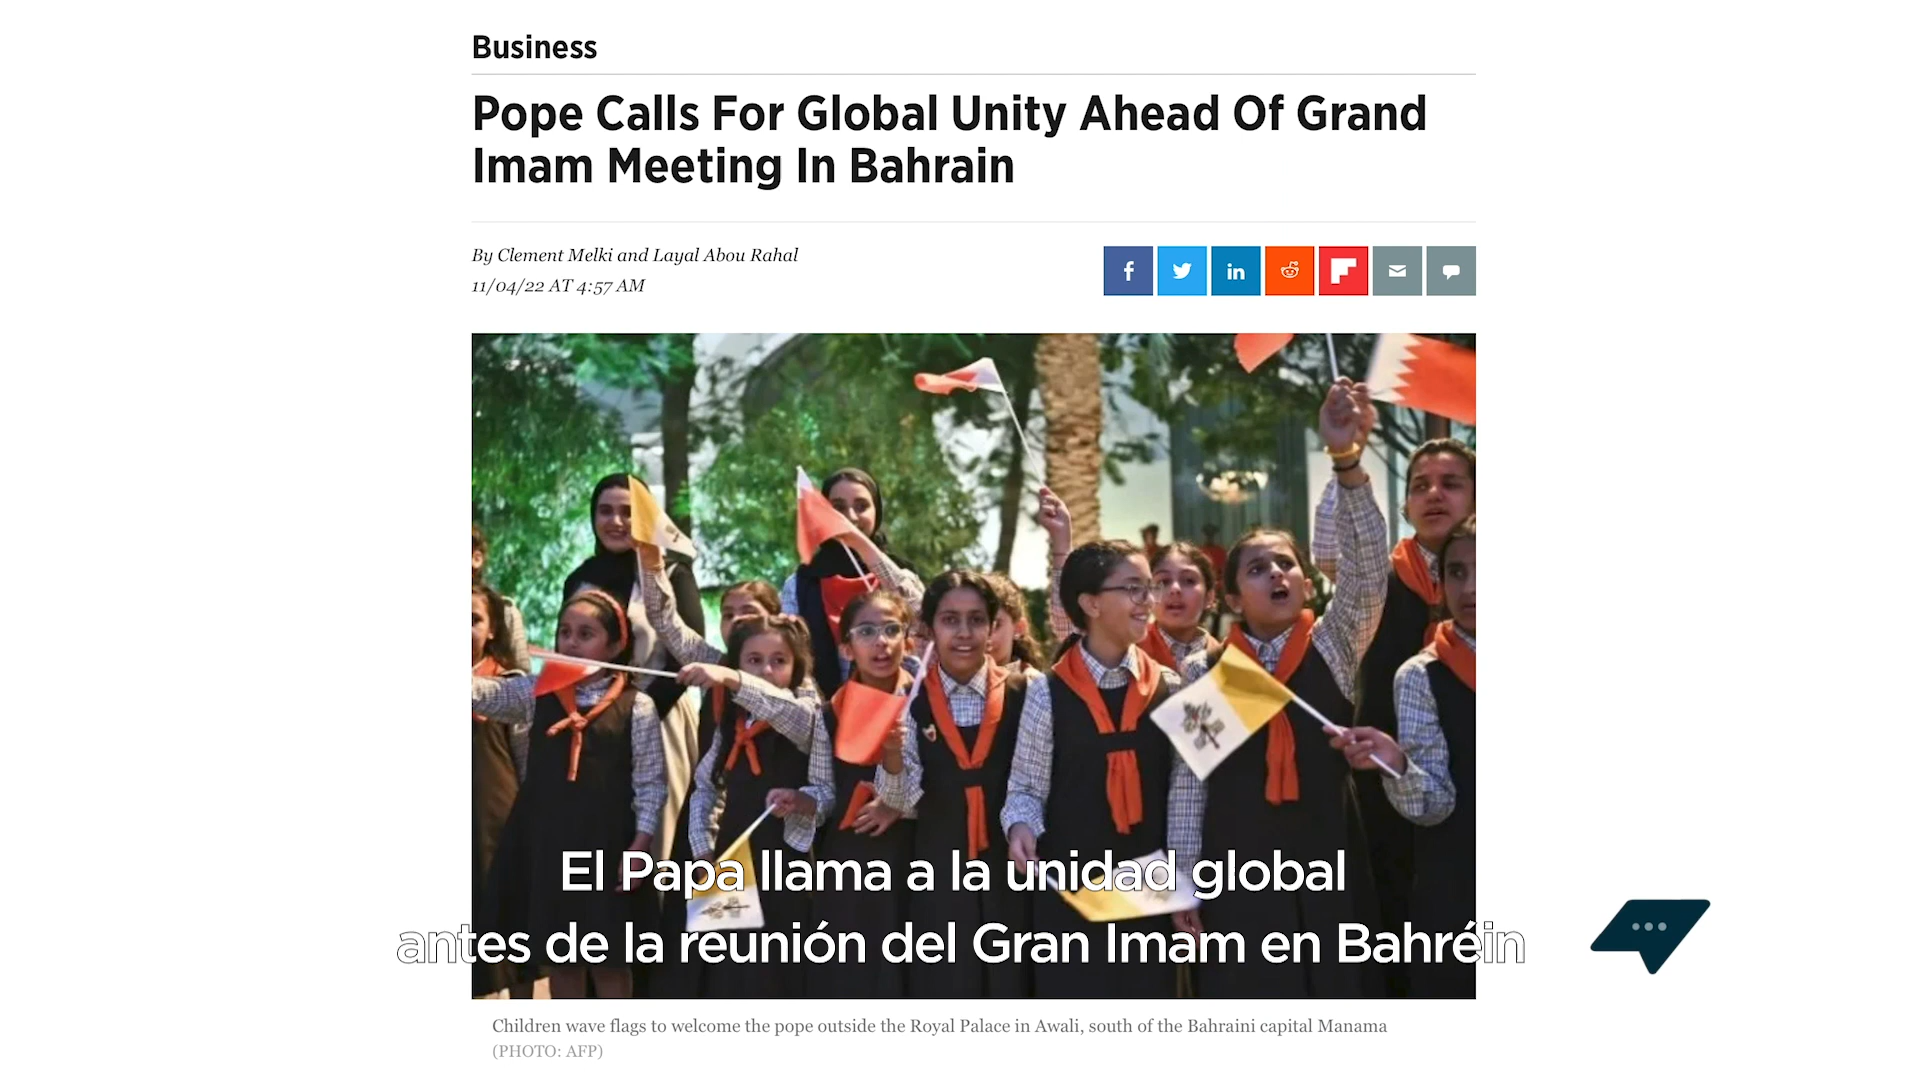 Business
Pope Calls For Global Unity Ahead Of Grand
Imam Meeting In Bahrain
By Clement Melki and Layal Abou Rahal
11/04/22 AT 4:57 AM
f
in
El Papa llama a la unidad global
antes de la reunión del Gran Imam en Bahréin
Children wave flags to welcome the pope outside the Royal Palace in Awali, south of the Bahraini capital Manama
(PHOTO: AFP)